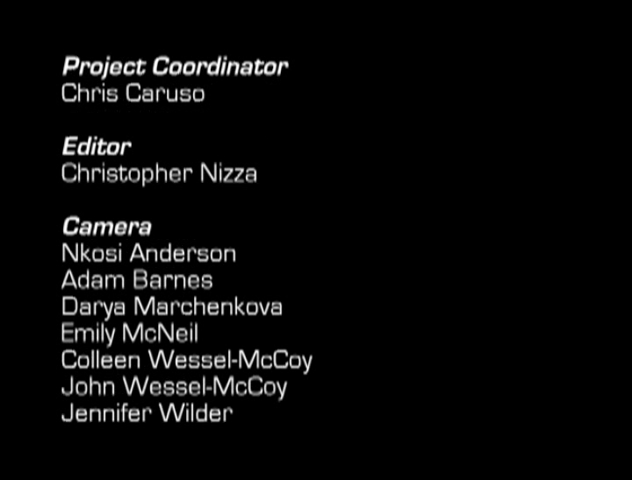 Project Coordinator
Chris Caruso
Editor
Christopher Nizza
Camera
Nkosi Anderson
Adam Barnes
Darya Marchenkova
Emily McNeil
Colleen Wessel-McCoy
John Wessel-McCoy
Jennifer Wilder